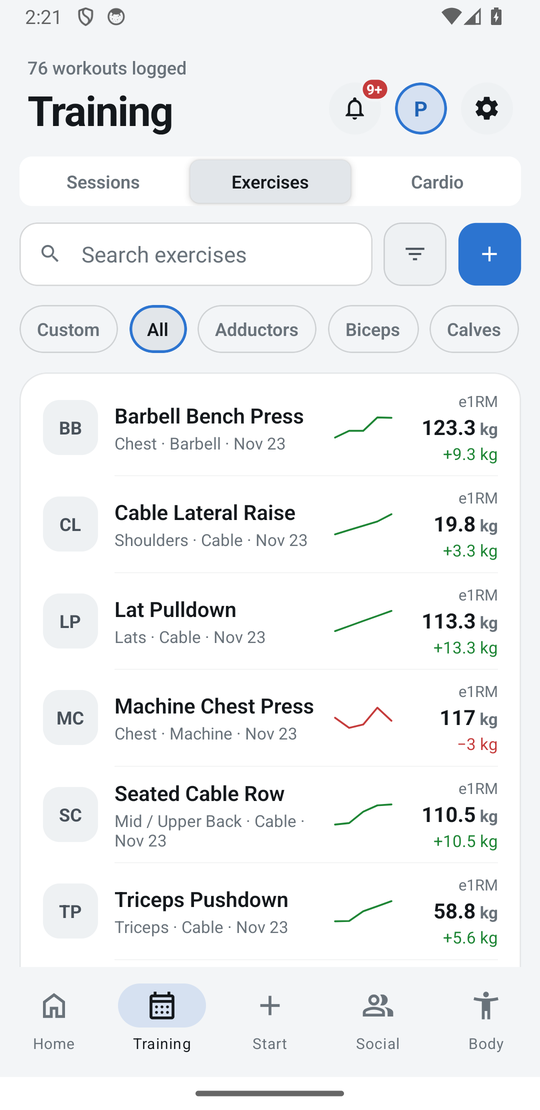 2:21
76 workouts logged
Training
9+
P
Sessions
Exercises
Cardio
Search exercises
Custom
All
Adductors
Biceps
Calves
BB
Barbell Bench Press
Chest · Barbell · Nov 23
e1RM
123.3 kg
+9.3 kg
CL
Cable Lateral Raise
Shoulders · Cable · Nov 23
e1RM
19.8 kg
+3.3 kg
LP
Lat Pulldown
Lats · Cable · Nov 23
e1RM
113.3 kg
+13.3 kg
MC
Machine Chest Press
Chest · Machine · Nov 23
e1RM
117 kg
−3 kg
SC
Seated Cable Row
Mid / Upper Back · Cable ·
Nov 23
e1RM
110.5 kg
+10.5 kg
TP
Triceps Pushdown
Triceps · Cable · Nov 23
e1RM
58.8 kg
+5.6 kg
Home
Training
Start
Social
Body